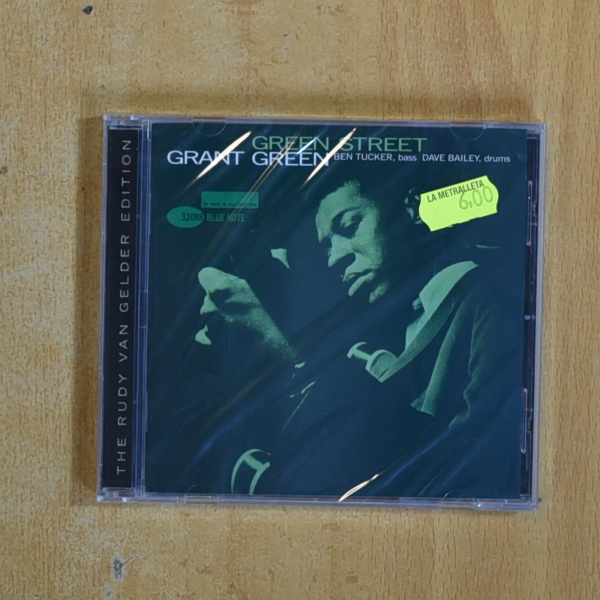 GREEN STREET
GRANT GREEN BEN TUCKER, bass DAVE BAILEY, drums
LA METRALLETA
6,00
32088 BLUE NOTE
THE RUDY VAN GELDER EDITION